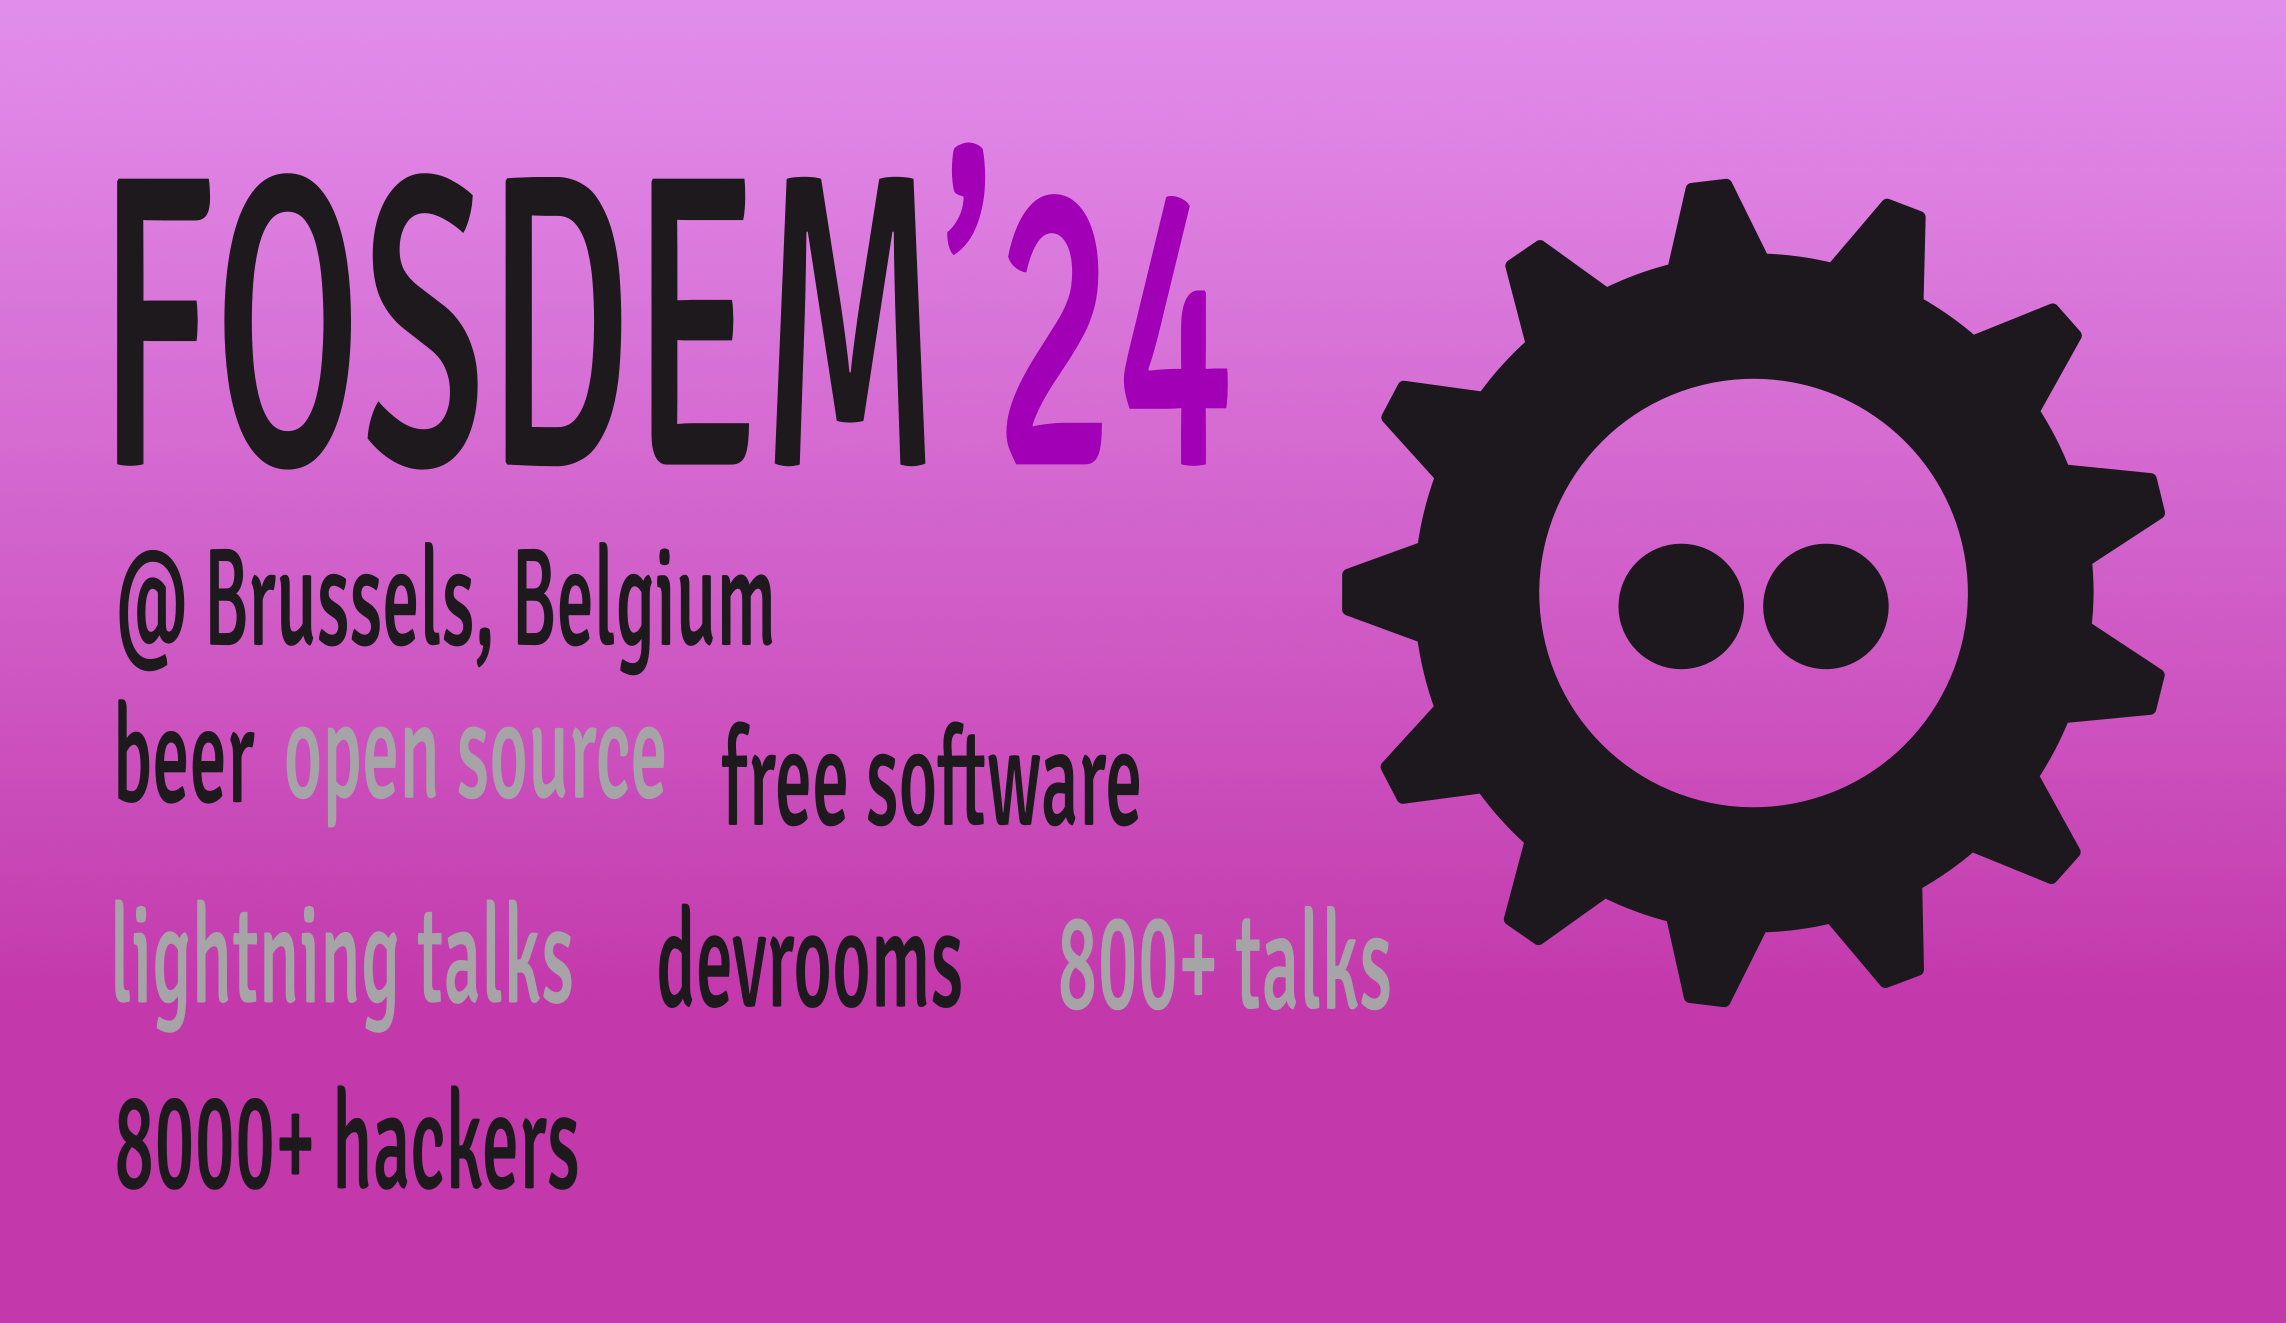 FOSDEM’24
@ Brussels, Belgium
beer open source free software
lightning talks devrooms 800+ talks
8000+ hackers